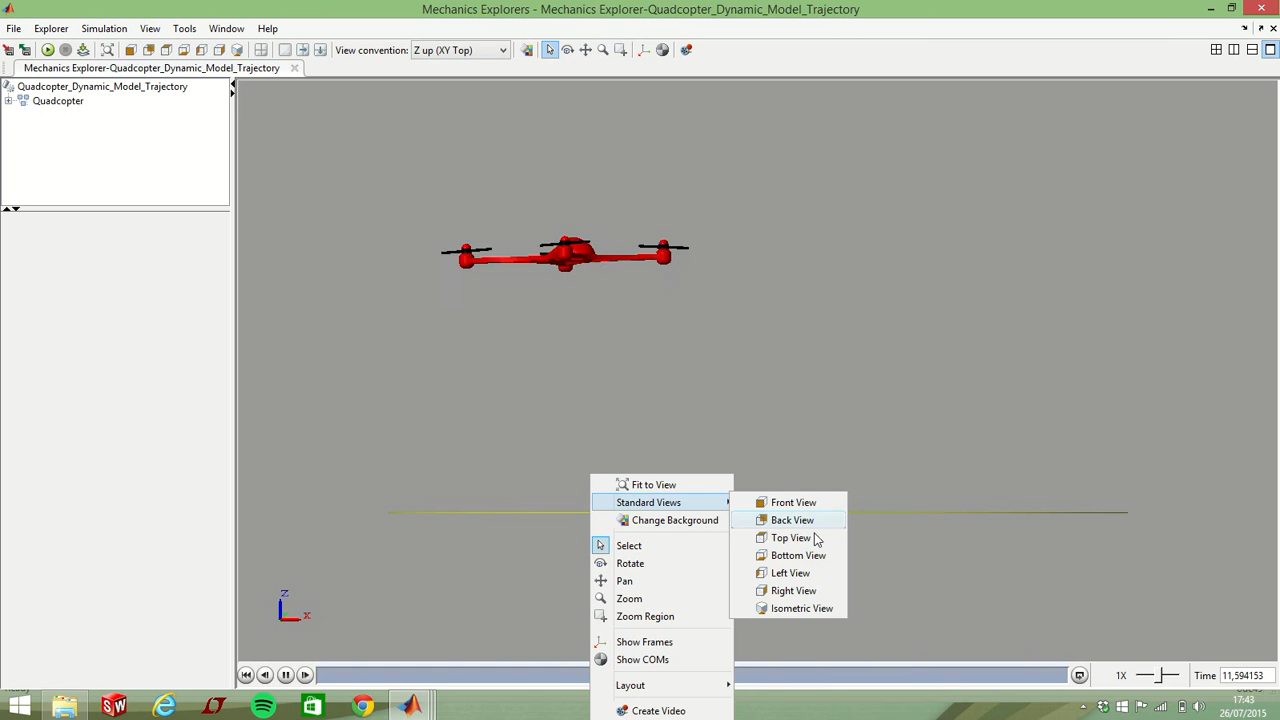 Mechanics Explorers - Mechanics Explorer-Quadcopter_Dynamic_Model_Trajectory
File Explorer Simulation View Tools Window Help
View convention: Z up (XY Top)
Mechanics Explorer-Quadcopter_Dynamic_Model_Trajectory
Quadcopter_Dynamic_Model_Trajectory
Quadcopter
Fit to View
Standard Views
Change Background
Select
Rotate
Pan
Zoom
Zoom Region
Show Frames
Show COMs
Layout
Create Video
Front View
Back View
Top View
Bottom View
Left View
Right View
Isometric View
Z
X
1X Time 11,594153
17:43
26/07/2015